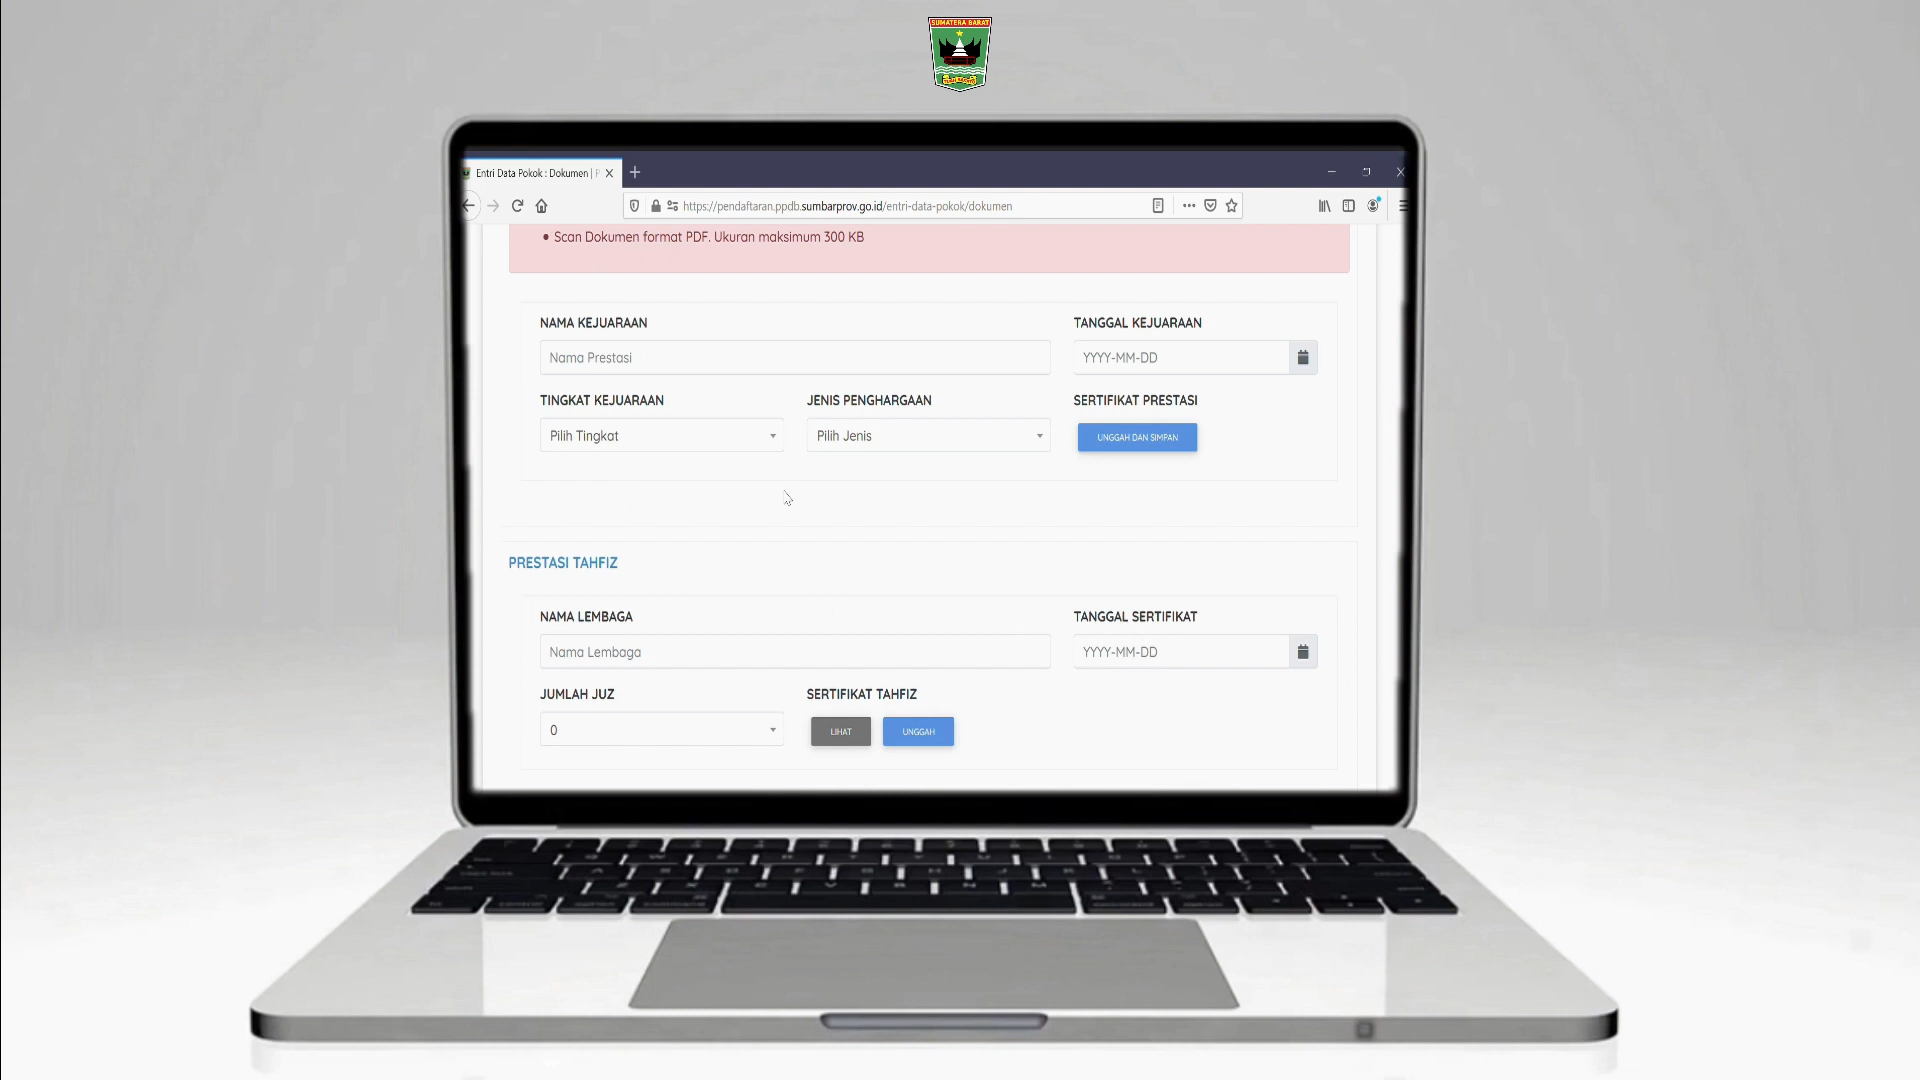 SUMATERA BARAT
Entri Data Pokok : Dokumen | P
https://pendaftaran.ppdb.sumbarprov.go.id/entri-data-pokok/dokumen
• Scan Dokumen format PDF. Ukuran maksimum 300 KB
NAMA KEJUARAAN TANGGAL KEJUARAAN
Nama Prestasi YYYY-MM-DD
TINGKAT KEJUARAAN JENIS PENGHARGAAN SERTIFIKAT PRESTASI
Pilih Tingkat Pilih Jenis UNGGAH DAN SIMPAN
PRESTASI TAHFIZ
NAMA LEMBAGA TANGGAL SERTIFIKAT
Nama Lembaga YYYY-MM-DD
JUMLAH JUZ SERTIFIKAT TAHFIZ
0 LIHAT UNGGAH